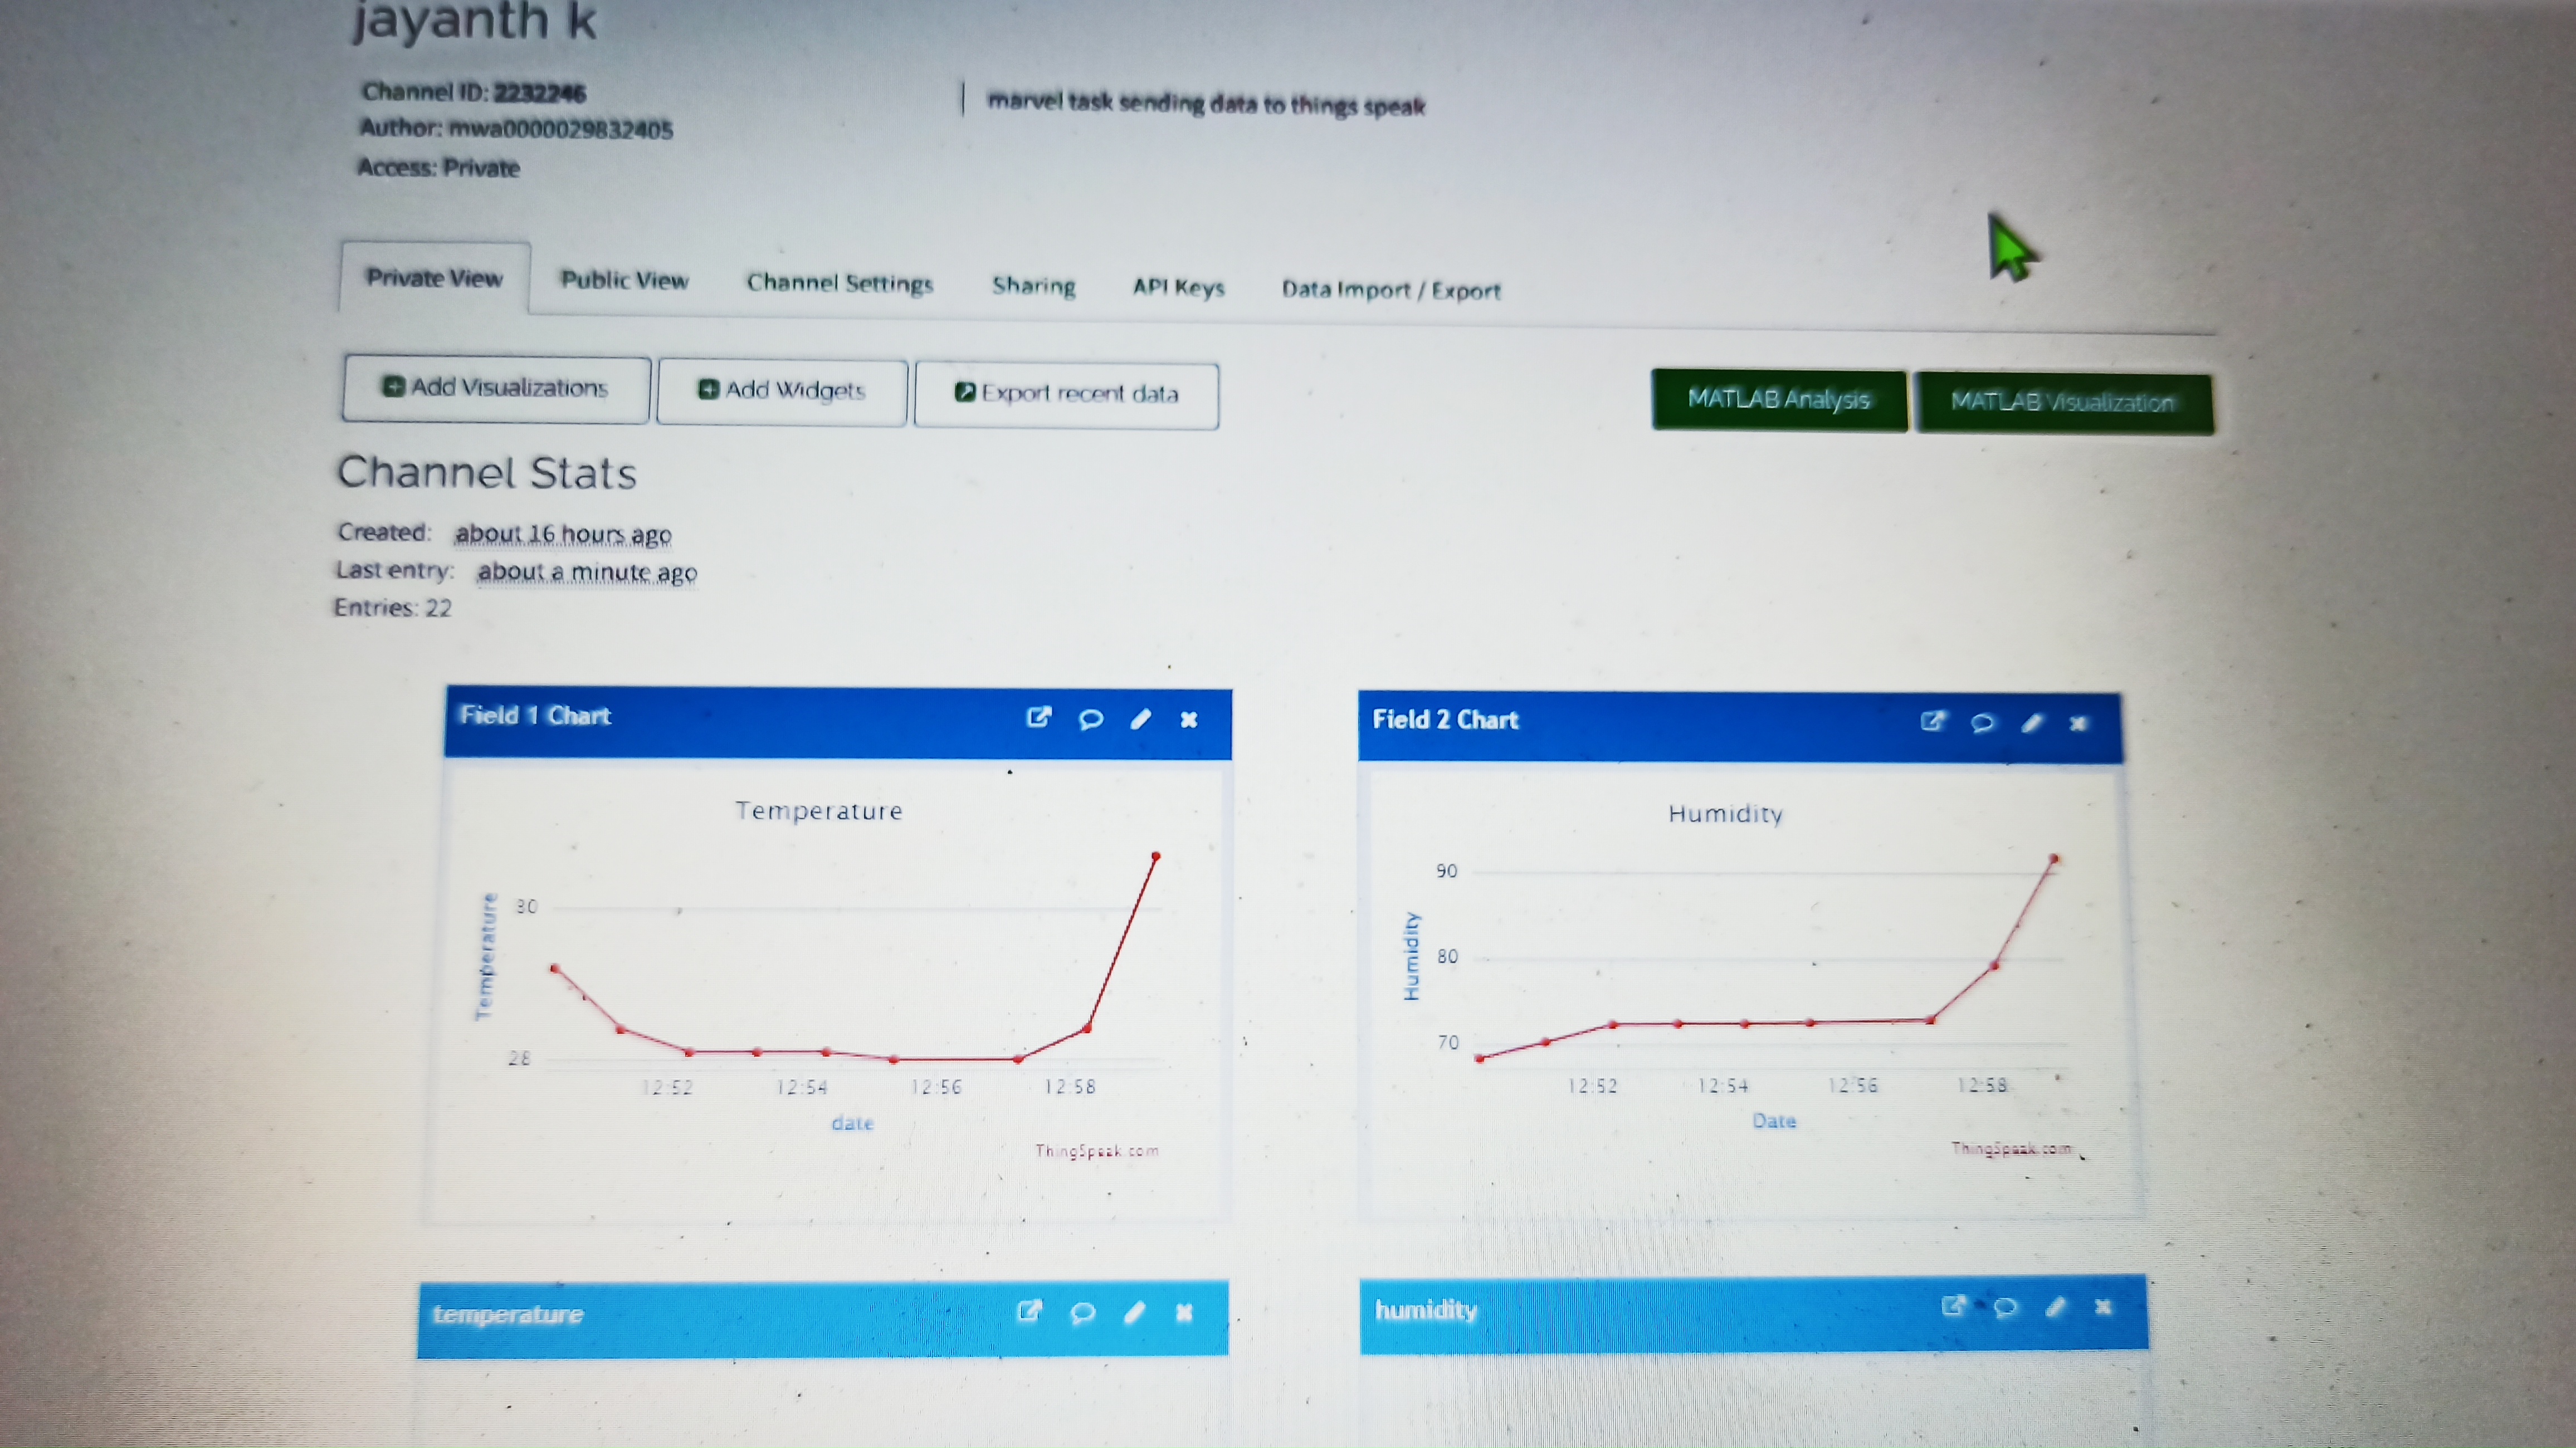 jayanth k
Channel ID: 2232246
Author: mwa0000029832405
Access: Private
marvel task sending data to things speak
Private View
Public View
Channel Settings
Sharing
API Keys
Data Import / Export
Add Visualizations
Add Widgets
Export recent data
MATLAB Analysis
MATLAB Visualization
Channel Stats
Created: about 16 hours ago
Last entry: about a minute ago
Entries: 22
Field 1 Chart
Temperature
Temperature
30
28
12:52
12:54
12:56
12:58
date
ThingSpeak.com
Field 2 Chart
Humidity
Humidity
90
80
70
12:52
12:54
12:56
12:58
Date
ThingSpeak.com
temperature
humidity